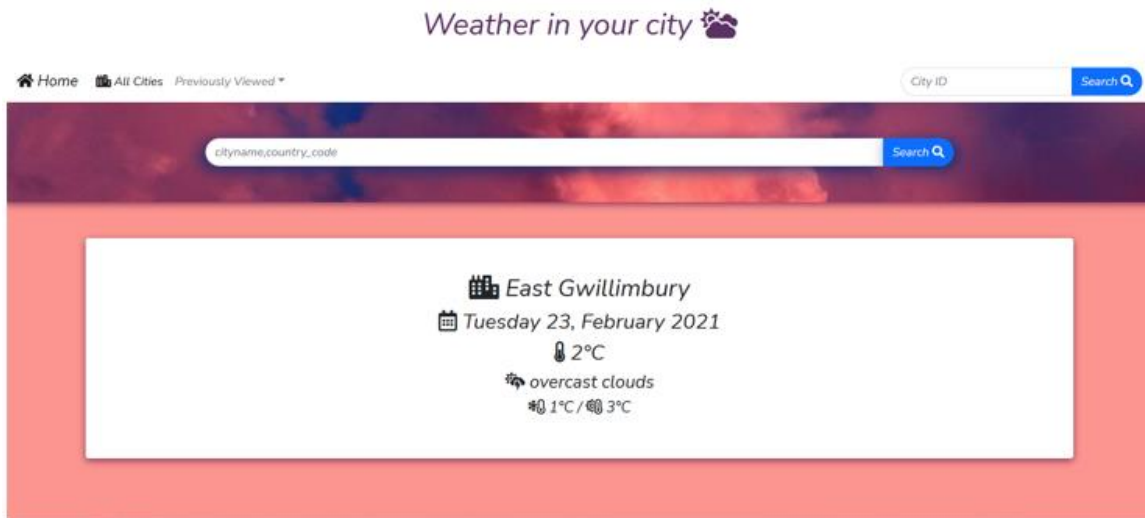 Weather in your city
Home All Cities Previously Viewed City ID Search
cityname,country_code Search
East Gwillimbury
Tuesday 23, February 2021
2°C
overcast clouds
1°C / 3°C